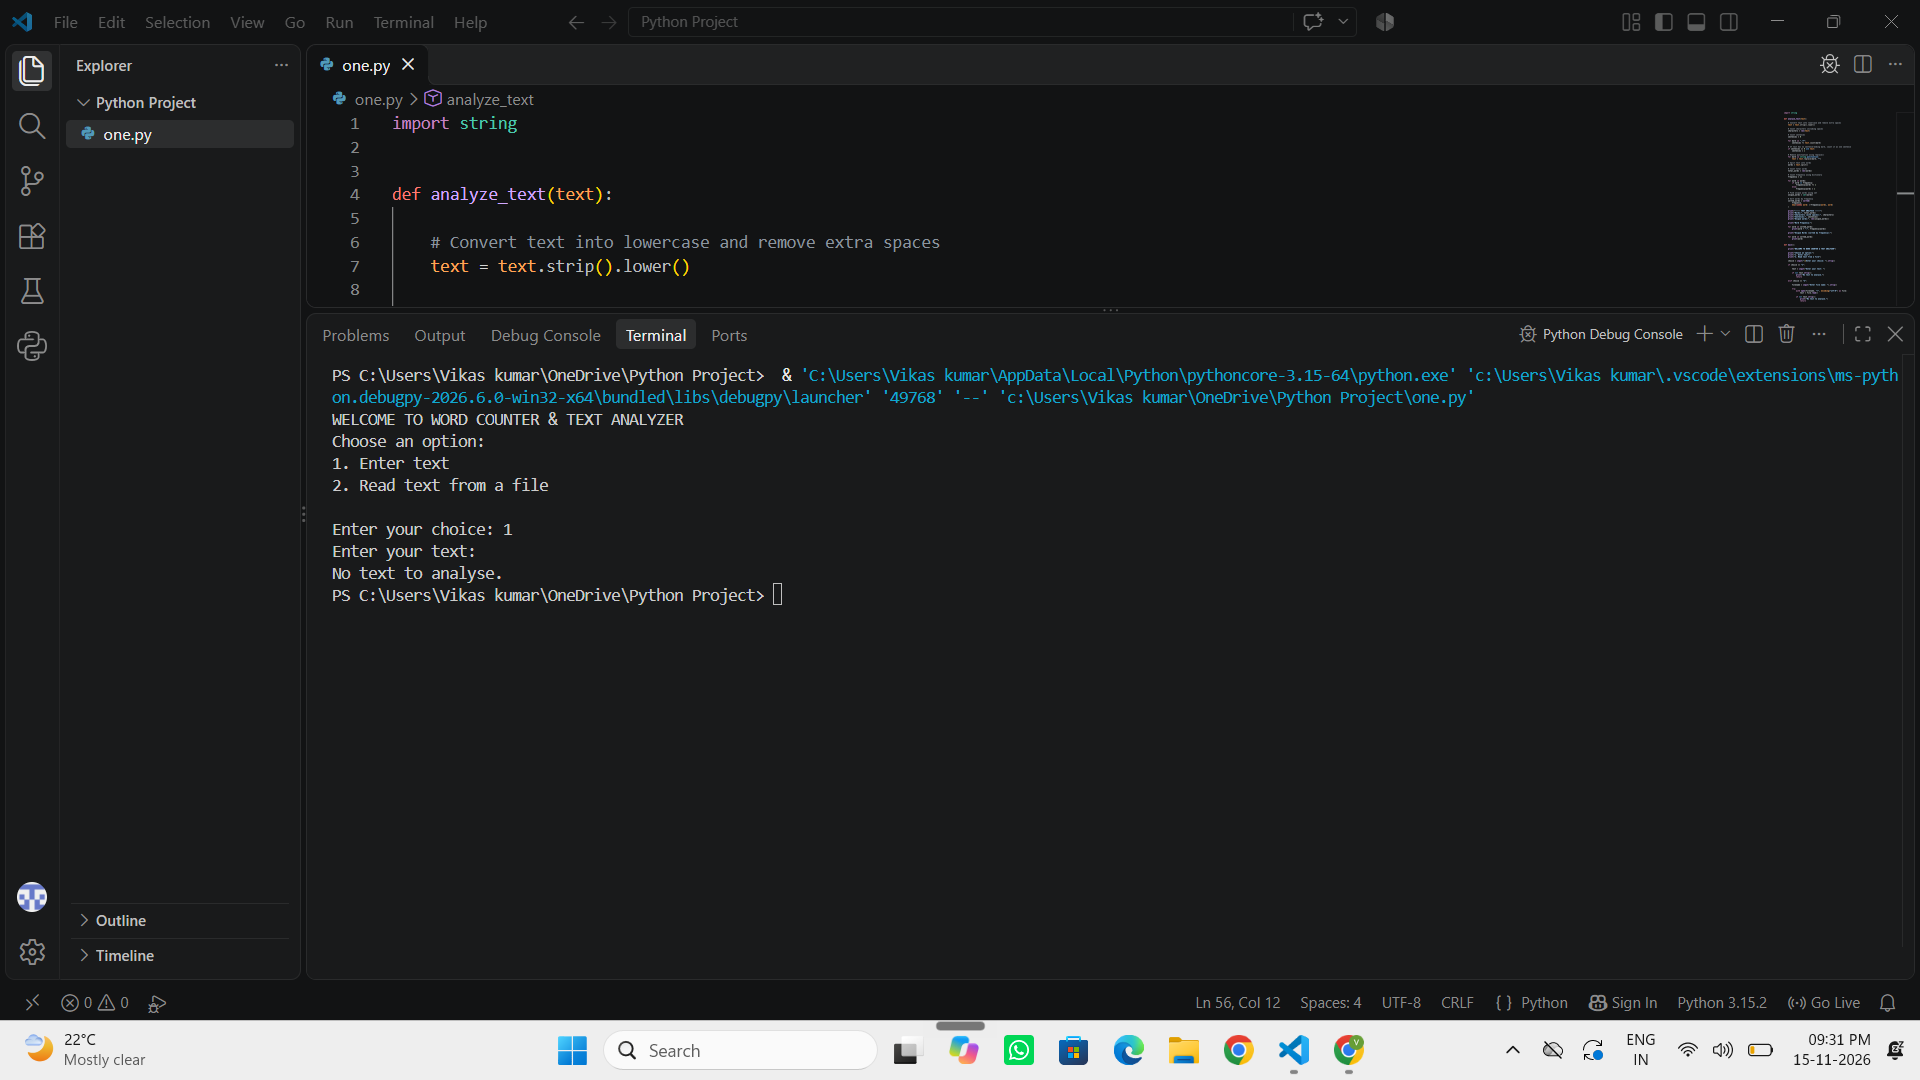 File Edit Selection View Go Run Terminal Help
Python Project
Explorer
Python Project
one.py
Outline
Timeline
one.py
one.py > analyze_text
1 import string
2
3
4 def analyze_text(text):
5
6 # Convert text into lowercase and remove extra spaces
7 text = text.strip().lower()
8
Problems Output Debug Console Terminal Ports
Python Debug Console
PS C:\Users\Vikas kumar\OneDrive\Python Project>  & 'C:\Users\Vikas kumar\AppData\Local\Python\pythoncore-3.15-64\python.exe' 'c:\Users\Vikas kumar\.vscode\extensions\ms-pyth
on.debugpy-2026.6.0-win32-x64\bundled\libs\debugpy\launcher' '49768' '--' 'c:\Users\Vikas kumar\OneDrive\Python Project\one.py'
WELCOME TO WORD COUNTER & TEXT ANALYZER
Choose an option:
1. Enter text
2. Read text from a file
Enter your choice: 1
Enter your text:
No text to analyse.
PS C:\Users\Vikas kumar\OneDrive\Python Project>
0 0
Ln 56, Col 12 Spaces: 4 UTF-8 CRLF { } Python Sign In Python 3.15.2 Go Live
22°C
Mostly clear
Search
V
ENG
IN
09:31 PM
15-11-2026